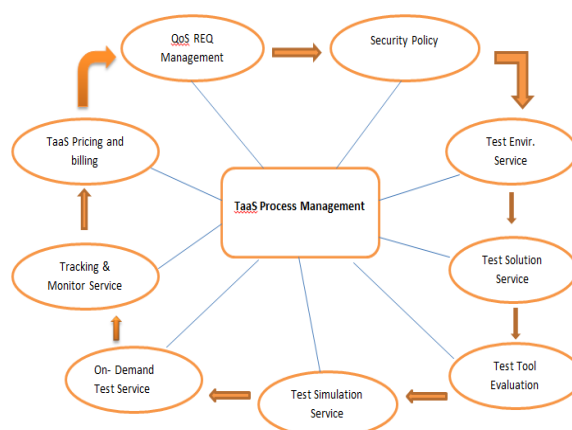 QoS REQ
Management
Security Policy
TaaS Pricing and
billing
Test Envir.
Service
TaaS Process Management
Tracking &
Monitor Service
Test Solution
Service
On- Demand
Test Service
Test Simulation
Service
Test Tool
Evaluation